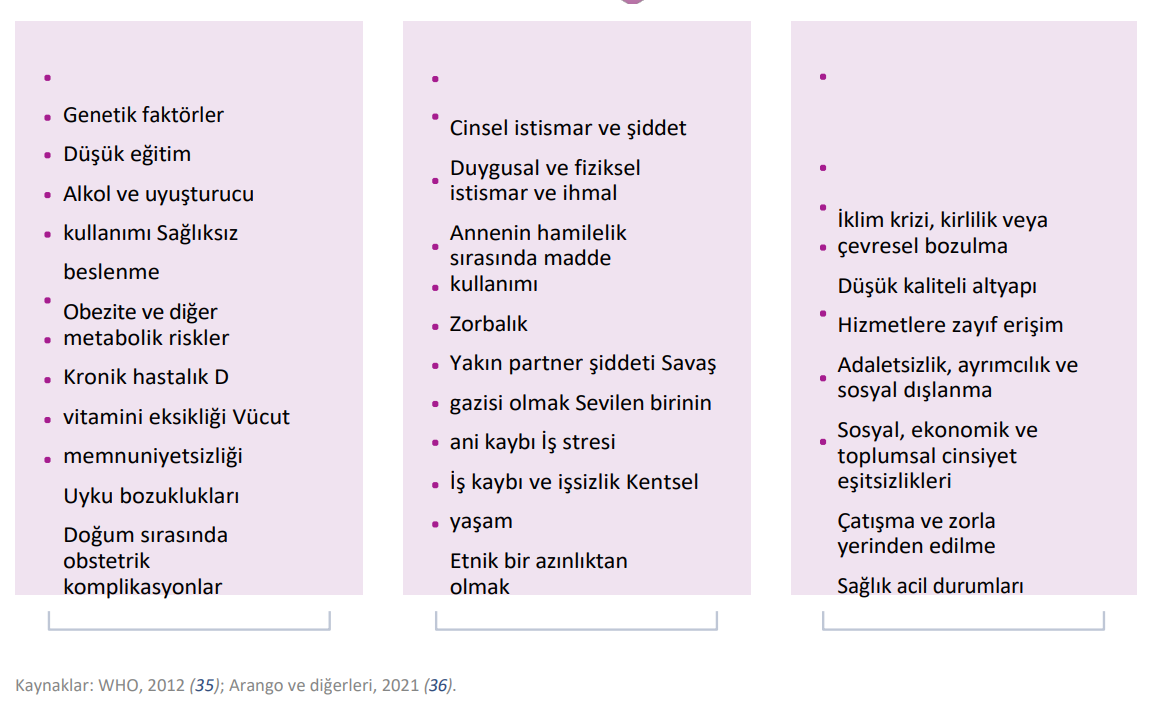 Genetik faktörler
Düşük eğitim
Alkol ve uyuşturucu
kullanımı Sağlıksız
beslenme
Obezite ve diğer
metabolik riskler
Kronik hastalık D
vitamini eksikliği Vücut
memnuniyetsizliği
Uyku bozuklukları
Doğum sırasında
obstetrik
komplikasyonlar
Cinsel istismar ve şiddet
Duygusal ve fiziksel
istismar ve ihmal
Annenin hamilelik
sırasında madde
kullanımı
Zorbalık
Yakın partner şiddeti Savaş
gazisi olmak Sevilen birinin
ani kaybı İş stresi
İş kaybı ve işsizlik Kentsel
yaşam
Etnik bir azınlıktan
olmak
İklim krizi, kirlilik veya
çevresel bozulma
Düşük kaliteli altyapı
Hizmetlere zayıf erişim
Adaletsizlik, ayrımcılık ve
sosyal dışlanma
Sosyal, ekonomik ve
toplumsal cinsiyet
eşitsizlikleri
Çatışma ve zorla
yerinden edilme
Sağlık acil durumları
Kaynaklar: WHO, 2012 (35); Arango ve diğerleri, 2021 (36).